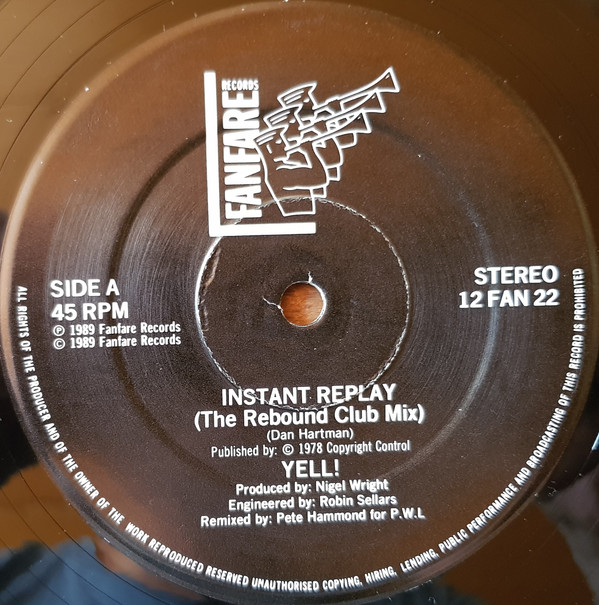 FANFARE
RECORDS
SIDE A
45 RPM
℗ 1989 Fanfare Records
© 1989 Fanfare Records
STEREO
12 FAN 22
INSTANT REPLAY
(The Rebound Club Mix)
(Dan Hartman)
Published by: © 1978 Copyright Control
YELL!
Produced by: Nigel Wright
Engineered by: Robin Sellars
Remixed by: Pete Hammond for P.W.L
ALL RIGHTS OF THE PRODUCER AND OF THE OWNER OF THE WORK REPRODUCED RESERVED UNAUTHORISED COPYING, HIRING, LENDING, PUBLIC PERFORMANCE AND BROADCASTING OF THIS RECORD IS PROHIBITED